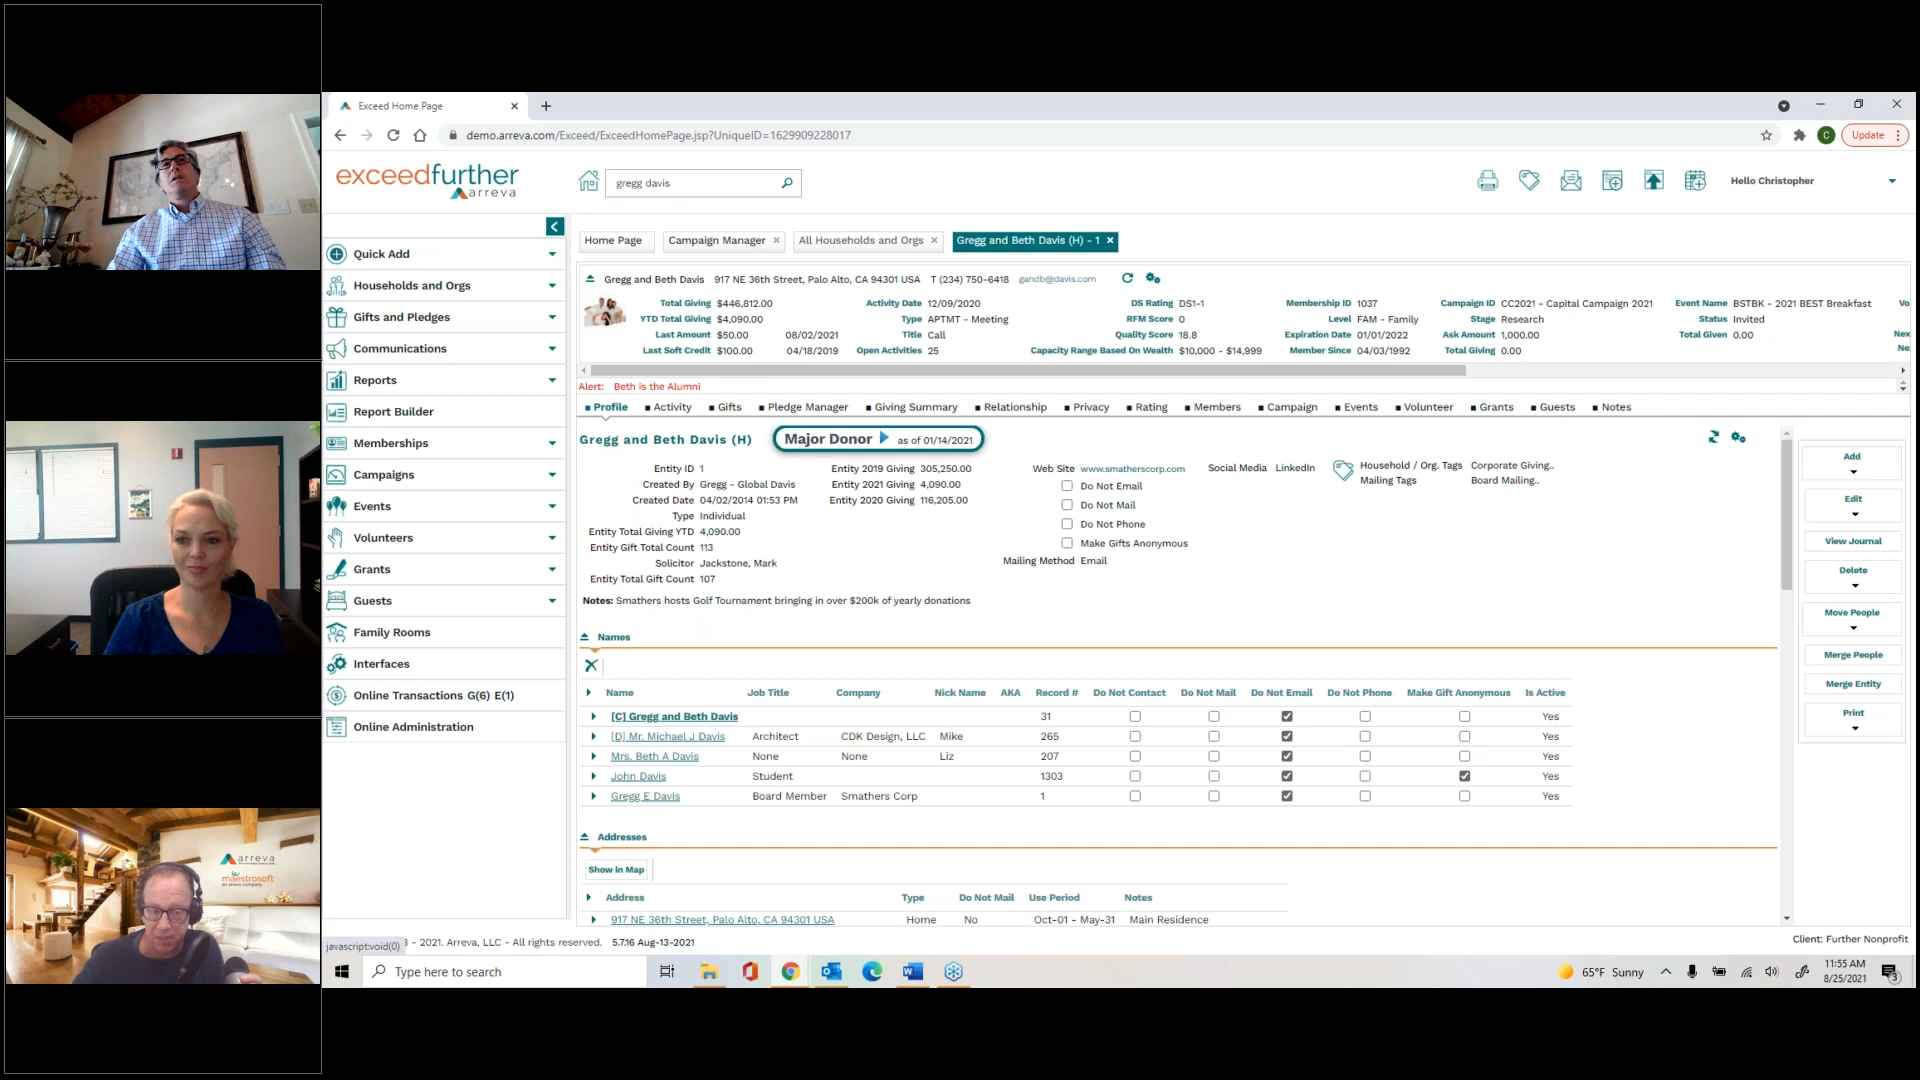 Exceed Home Page
demo.arreva.com/Exceed/ExceedHomePage.jsp?UniqueID=1629909228017
C
Update
exceedfurther
arreva
gregg davis
Hello Christopher
Home Page
Campaign Manager
All Households and Orgs
Gregg and Beth Davis (H) - 1
Quick Add
Households and Orgs
Gifts and Pledges
Communications
Reports
Report Builder
Memberships
Campaigns
Events
Volunteers
Grants
Guests
Family Rooms
Interfaces
Online Transactions G(6) E(1)
Online Administration
Gregg and Beth Davis 917 NE 36th Street, Palo Alto, CA 94301 USA T (234) 750-6418 gandb@davis.com
Total Giving $446,812.00 Activity Date 12/09/2020 DS Rating DS1-1 Membership ID 1037 Campaign ID CC2021 - Capital Campaign 2021 Event Name BSTBK - 2021 BEST Breakfast Vo
YTD Total Giving $4,090.00 Type APTMT - Meeting RFM Score 0 Level FAM - Family Stage Research Status Invited
Last Amount $50.00 08/02/2021 Title Call Quality Score 18.8 Expiration Date 01/01/2022 Ask Amount 1,000.00 Total Given 0.00 Nex
Last Soft Credit $100.00 04/18/2019 Open Activities 25 Capacity Range Based On Wealth $10,000 - $14,999 Member Since 04/03/1992 Total Giving 0.00 Ne
Alert: Beth is the Alumni
Profile Activity Gifts Pledge Manager Giving Summary Relationship Privacy Rating Members Campaign Events Volunteer Grants Guests Notes
Gregg and Beth Davis (H) Major Donor as of 01/14/2021
Entity ID 1 Entity 2019 Giving 305,250.00 Web Site www.smatherscorp.com Social Media LinkedIn Household / Org. Tags Corporate Giving..
Created By Gregg - Global Davis Entity 2021 Giving 4,090.00 Do Not Email Mailing Tags Board Mailing..
Created Date 04/02/2014 01:53 PM Entity 2020 Giving 116,205.00 Do Not Mail
Type Individual Do Not Phone
Entity Total Giving YTD 4,090.00 Make Gifts Anonymous
Entity Gift Total Count 113
Solicitor Jackstone, Mark Mailing Method Email
Entity Total Gift Count 107
Notes: Smathers hosts Golf Tournament bringing in over $200k of yearly donations
Names
Name Job Title Company Nick Name AKA Record # Do Not Contact Do Not Mail Do Not Email Do Not Phone Make Gift Anonymous Is Active
[C] Gregg and Beth Davis 31 Yes
[D] Mr. Michael J Davis Architect CDK Design, LLC Mike 265 Yes
Mrs. Beth A Davis None None Liz 207 Yes
John Davis Student 1303 Yes
Gregg E Davis Board Member Smathers Corp 1 Yes
Addresses
Show in Map
Address Type Do Not Mail Use Period Notes
917 NE 36th Street, Palo Alto, CA 94301 USA Home No Oct-01 - May-31 Main Residence
Add
Edit
View Journal
Delete
Move People
Merge People
Merge Entity
Print
javascript:void(0) 3 - 2021. Arreva, LLC - All rights reserved. 5.7.16 Aug-13-2021
Client: Further Nonprofit
Type here to search
65°F Sunny
11:55 AM
8/25/2021
3
arreva
maestrosoft
an arreva company